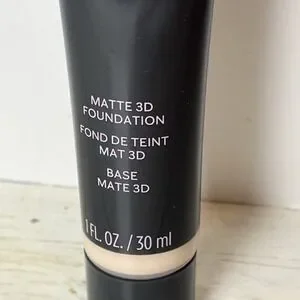 MATTE 3D
FOUNDATION
FOND DE TEINT
MAT 3D
BASE
MATE 3D
1 FL. OZ. / 30 ml